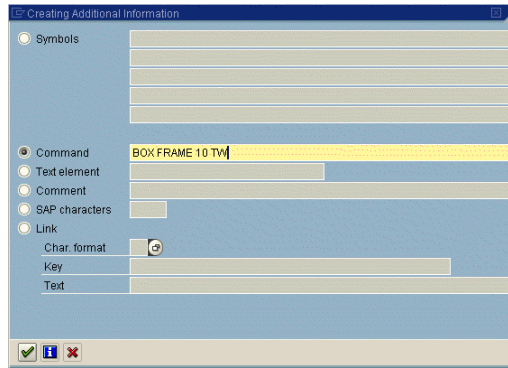 Creating Additional Information
Symbols
Command BOX FRAME 10 TW
Text element
Comment
SAP characters
Link
Char. format
Key
Text